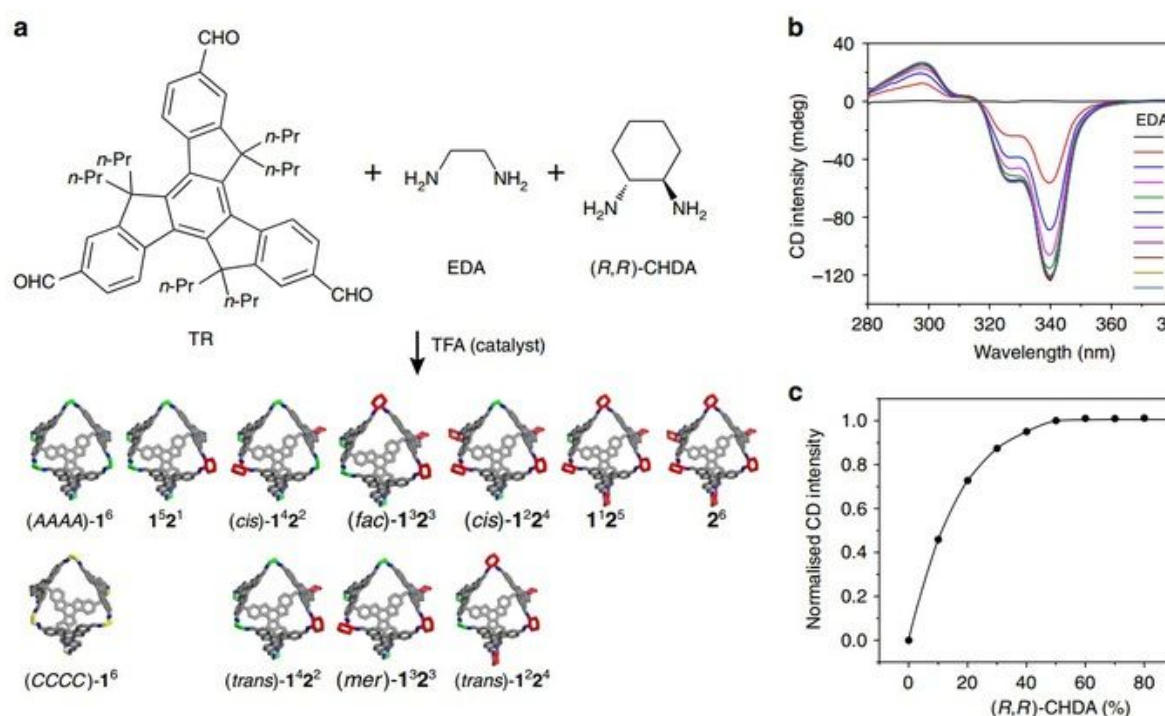 a
CHO
n-Pr
n-Pr
n-Pr
n-Pr
OHC
n-Pr
n-Pr
CHO
TR
+
H₂N
NH₂
EDA
+
H₂N
NH₂
(R,R)-CHDA
TFA (catalyst)
(AAAA)-1⁶
1⁵2¹
(cis)-1⁴2²
(fac)-1³2³
(cis)-1²2⁴
1¹2⁵
2⁶
(CCCC)-1⁶
(trans)-1⁴2²
(mer)-1³2³
(trans)-1²2⁴
b
CD intensity (mdeg)
40
0
−40
−80
−120
EDA
280
300
320
340
360
Wavelength (nm)
c
Normalised CD intensity
1.0
0.8
0.6
0.4
0.2
0.0
0
20
40
60
80
(R,R)-CHDA (%)